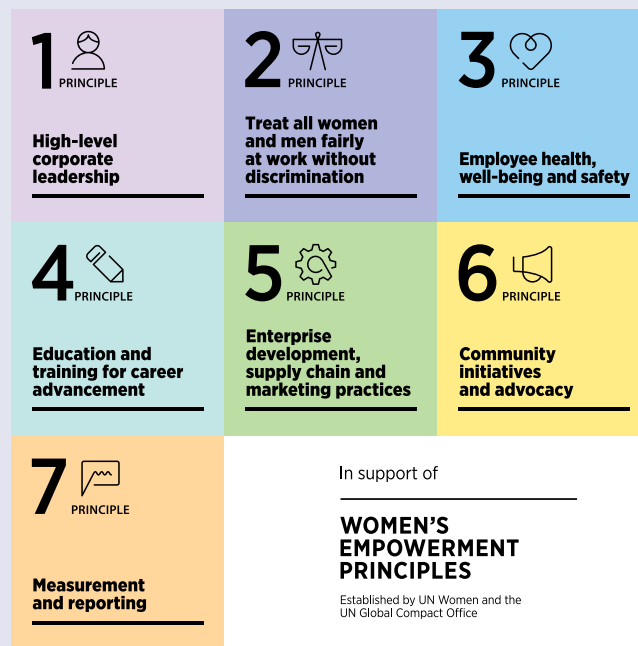 1 PRINCIPLE
High-level
corporate
leadership
2 PRINCIPLE
Treat all women
and men fairly
at work without
discrimination
3 PRINCIPLE
Employee health,
well-being and safety
4 PRINCIPLE
Education and
training for career
advancement
5 PRINCIPLE
Enterprise
development,
supply chain and
marketing practices
6 PRINCIPLE
Community
initiatives
and advocacy
7 PRINCIPLE
Measurement
and reporting
In support of
WOMEN'S
EMPOWERMENT
PRINCIPLES
Established by UN Women and the
UN Global Compact Office